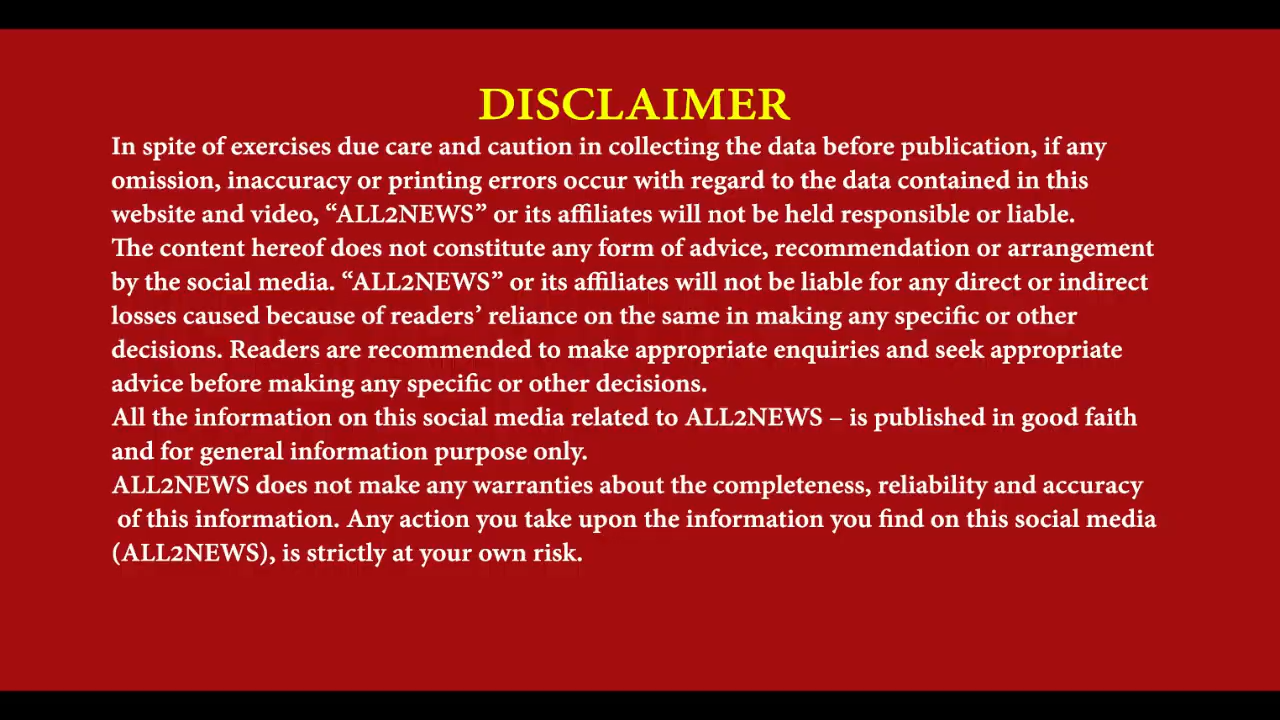 DISCLAIMER
In spite of exercises due care and caution in collecting the data before publication, if any
omission, inaccuracy or printing errors occur with regard to the data contained in this
website and video, “ALL2NEWS” or its affiliates will not be held responsible or liable.
The content hereof does not constitute any form of advice, recommendation or arrangement
by the social media. “ALL2NEWS” or its affiliates will not be liable for any direct or indirect
losses caused because of readers’ reliance on the same in making any specific or other
decisions. Readers are recommended to make appropriate enquiries and seek appropriate
advice before making any specific or other decisions.
All the information on this social media related to ALL2NEWS – is published in good faith
and for general information purpose only.
ALL2NEWS does not make any warranties about the completeness, reliability and accuracy
of this information. Any action you take upon the information you find on this social media
(ALL2NEWS), is strictly at your own risk.